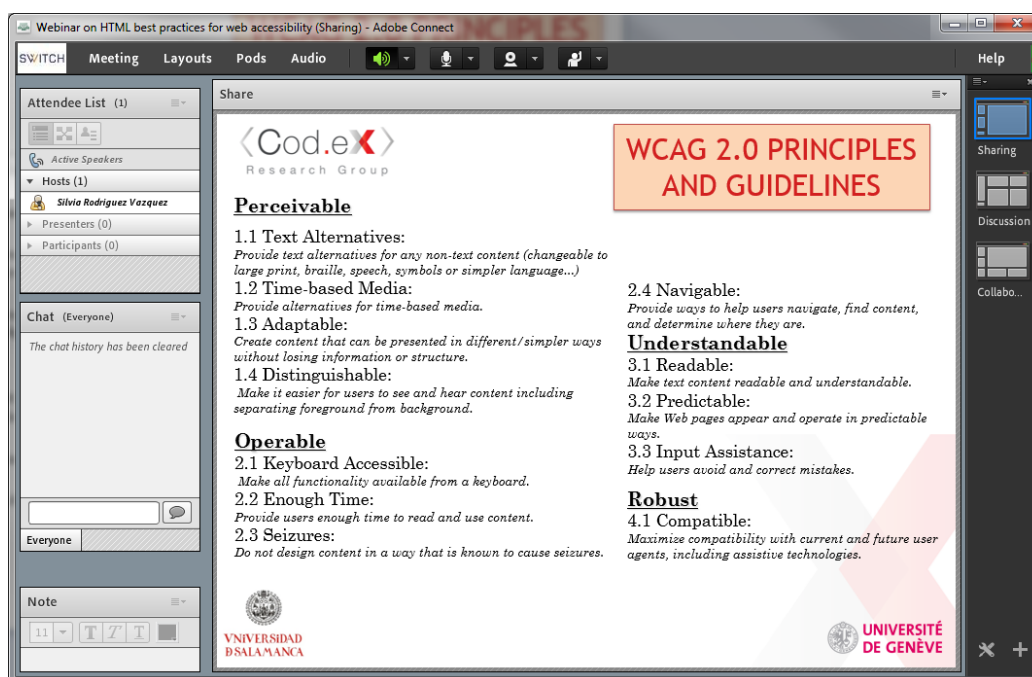 Webinar on HTML best practices for web accessibility (Sharing) - Adobe Connect
SWITCH Meeting Layouts Pods Audio Help
Attendee List (1)
Active Speakers
Hosts (1)
Silvia Rodriguez Vazquez
Presenters (0)
Participants (0)
Chat (Everyone)
The chat history has been cleared
Everyone
Note
11 T T T
Share
〈Cod.eX〉
Research Group
WCAG 2.0 PRINCIPLES
AND GUIDELINES
Perceivable
1.1 Text Alternatives:
Provide text alternatives for any non-text content (changeable to
large print, braille, speech, symbols or simpler language...)
1.2 Time-based Media:
Provide alternatives for time-based media.
1.3 Adaptable:
Create content that can be presented in different/simpler ways
without losing information or structure.
1.4 Distinguishable:
Make it easier for users to see and hear content including
separating foreground from background.
Operable
2.1 Keyboard Accessible:
Make all functionality available from a keyboard.
2.2 Enough Time:
Provide users enough time to read and use content.
2.3 Seizures:
Do not design content in a way that is known to cause seizures.
2.4 Navigable:
Provide ways to help users navigate, find content,
and determine where they are.
Understandable
3.1 Readable:
Make text content readable and understandable.
3.2 Predictable:
Make Web pages appear and operate in predictable
ways.
3.3 Input Assistance:
Help users avoid and correct mistakes.
Robust
4.1 Compatible:
Maximize compatibility with current and future user
agents, including assistive technologies.
VNIVERSIDAD
D SALAMANCA
UNIVERSITÉ
DE GENÈVE
Sharing
Discussion
Collabo...